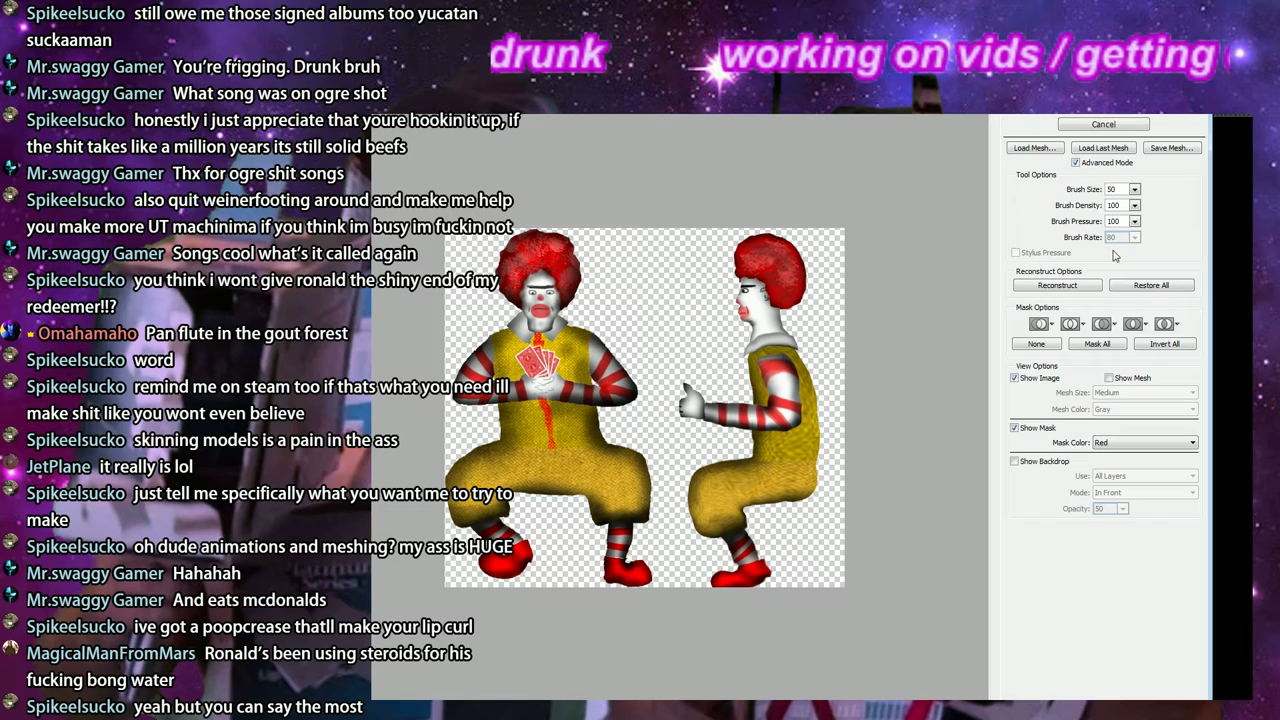 Spikeelsucko still owe me those signed albums too yucatan
suckaaman
Mr.swaggy Gamer You're frigging. Drunk bruh
Mr.swaggy Gamer What song was on ogre shot
Spikeelsucko honestly i just appreciate that youre hookin it up, if
the shit takes like a million years its still solid beefs
Mr.swaggy Gamer Thx for ogre shit songs
Spikeelsucko also quit weinerfooting around and make me help
you make more UT machinima if you think im busy im fuckin not
Mr.swaggy Gamer Songs cool what's it called again
Spikeelsucko you think i wont give ronald the shiny end of my
redeemer!!?
Omahamaho Pan flute in the gout forest
Spikeelsucko word
Spikeelsucko remind me on steam too if thats what you need ill
make shit like you wont even believe
Spikeelsucko skinning models is a pain in the ass
JetPlane it really is lol
Spikeelsucko just tell me specifically what you want me to try to
make
Spikeelsucko oh dude animations and meshing? my ass is HUGE
Mr.swaggy Gamer Hahahah
Mr.swaggy Gamer And eats mcdonalds
Spikeelsucko ive got a poopcrease thatll make your lip curl
MagicalManFromMars Ronald's been using steroids for his
fucking bong water
Spikeelsucko yeah but you can say the most
drunk working on vids / getting
Cancel
Load Mesh... Load Last Mesh Save Mesh...
Advanced Mode
Tool Options
Brush Size: 50
Brush Density: 100
Brush Pressure: 100
Brush Rate: 80
Stylus Pressure
Reconstruct Options
Reconstruct Restore All
Mask Options
None Mask All Invert All
View Options
Show Image Show Mesh
Mesh Size: Medium
Mesh Color: Gray
Show Mask
Mask Color: Red
Show Backdrop
Use: All Layers
Mode: In Front
Opacity: 50